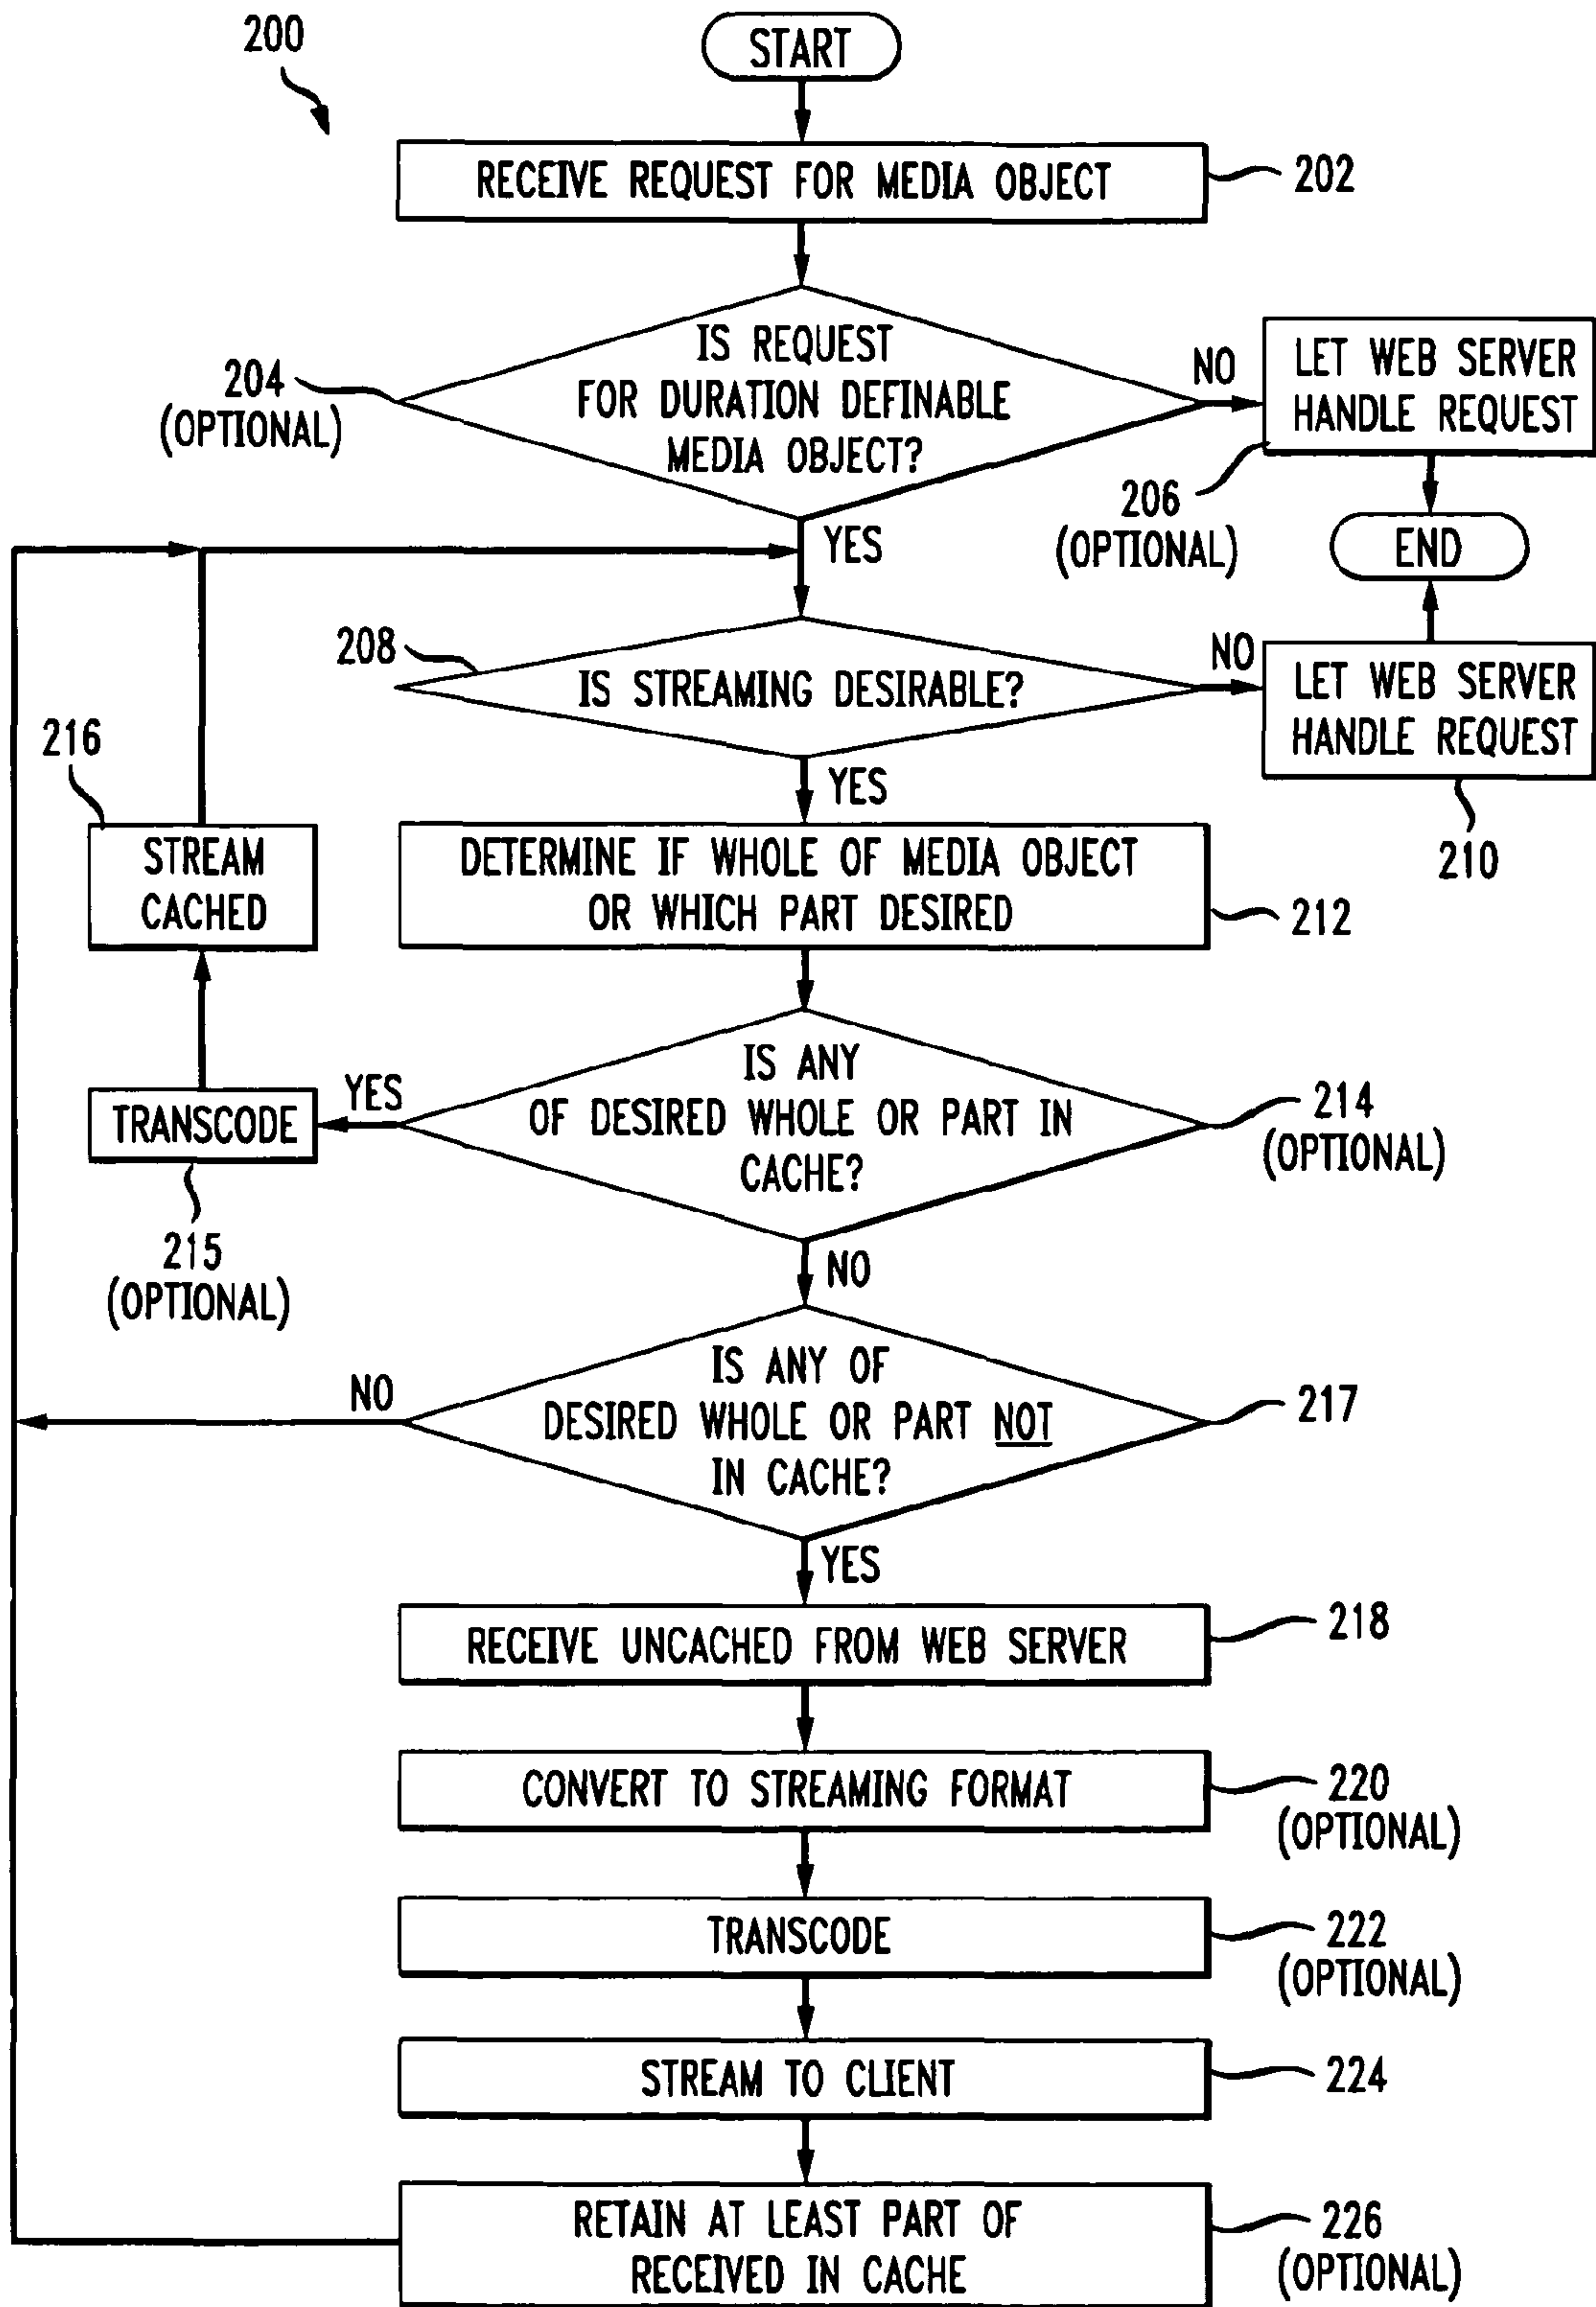 200
START
RECEIVE REQUEST FOR MEDIA OBJECT
202
IS REQUEST
FOR DURATION DEFINABLE
MEDIA OBJECT?
204
(OPTIONAL)
NO
LET WEB SERVER
HANDLE REQUEST
206
(OPTIONAL)
END
YES
208
IS STREAMING DESIRABLE?
NO
LET WEB SERVER
HANDLE REQUEST
210
YES
216
STREAM
CACHED
DETERMINE IF WHOLE OF MEDIA OBJECT
OR WHICH PART DESIRED
212
IS ANY
OF DESIRED WHOLE OR PART IN
CACHE?
214
(OPTIONAL)
YES
TRANSCODE
215
(OPTIONAL)
NO
IS ANY OF
DESIRED WHOLE OR PART NOT
IN CACHE?
217
NO
YES
RECEIVE UNCACHED FROM WEB SERVER
218
CONVERT TO STREAMING FORMAT
220
(OPTIONAL)
TRANSCODE
222
(OPTIONAL)
STREAM TO CLIENT
224
RETAIN AT LEAST PART OF
RECEIVED IN CACHE
226
(OPTIONAL)